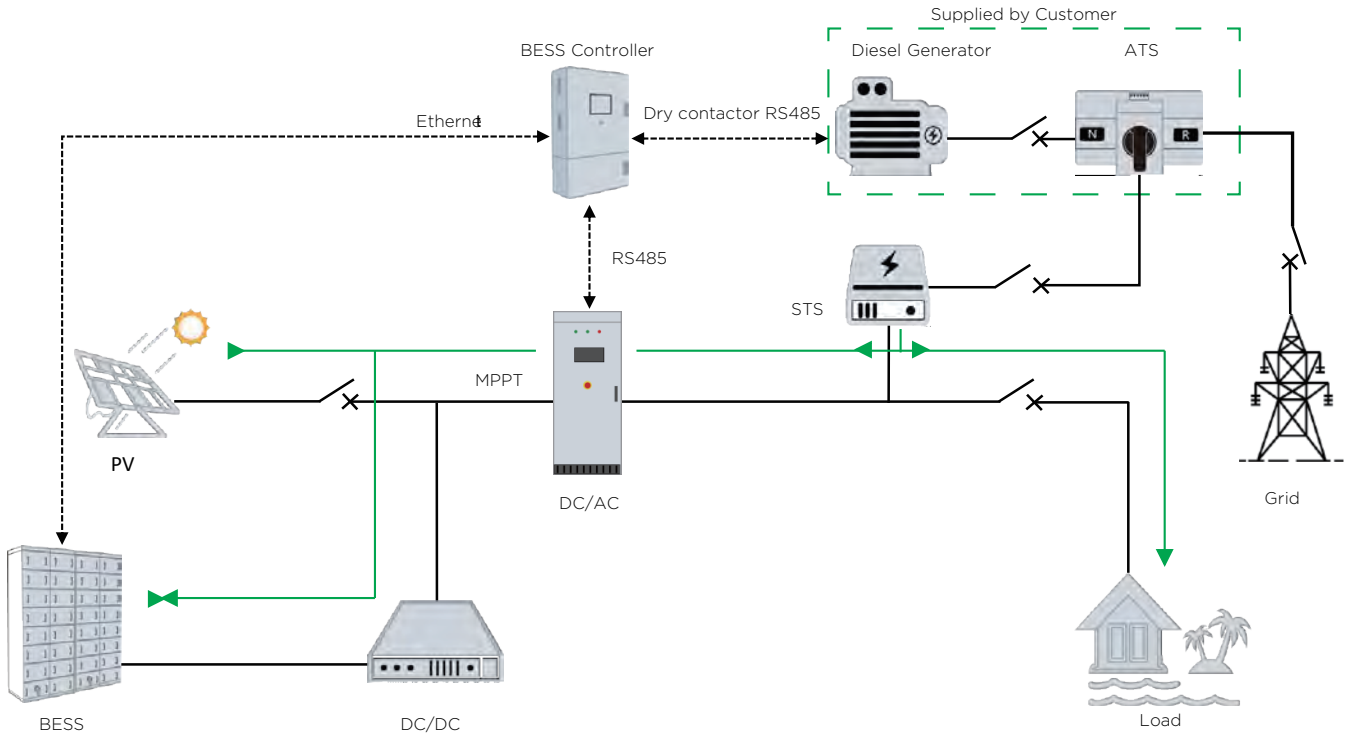 Supplied by Customer
BESS Controller
Diesel Generator
ATS
Ethernet
Dry contactor RS485
N
R
RS485
STS
MPPT
PV
DC/AC
Grid
BESS
DC/DC
Load